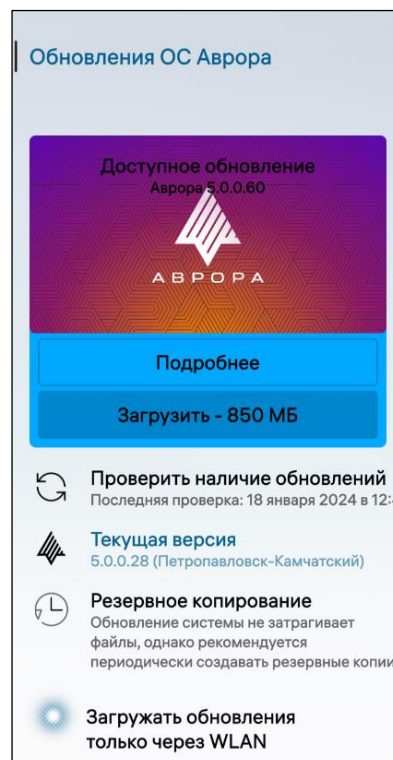 Обновления ОС Аврора
Доступное обновление
Аврора 5.0.0.60
АВРОРА
Подробнее
Загрузить - 850 МБ
Проверить наличие обновлений
Последняя проверка: 18 января 2024 в 12:
Текущая версия
5.0.0.28 (Петропавловск-Камчатский)
Резервное копирование
Обновление системы не затрагивает
файлы, однако рекомендуется
периодически создавать резервные копии
Загружать обновления
только через WLAN